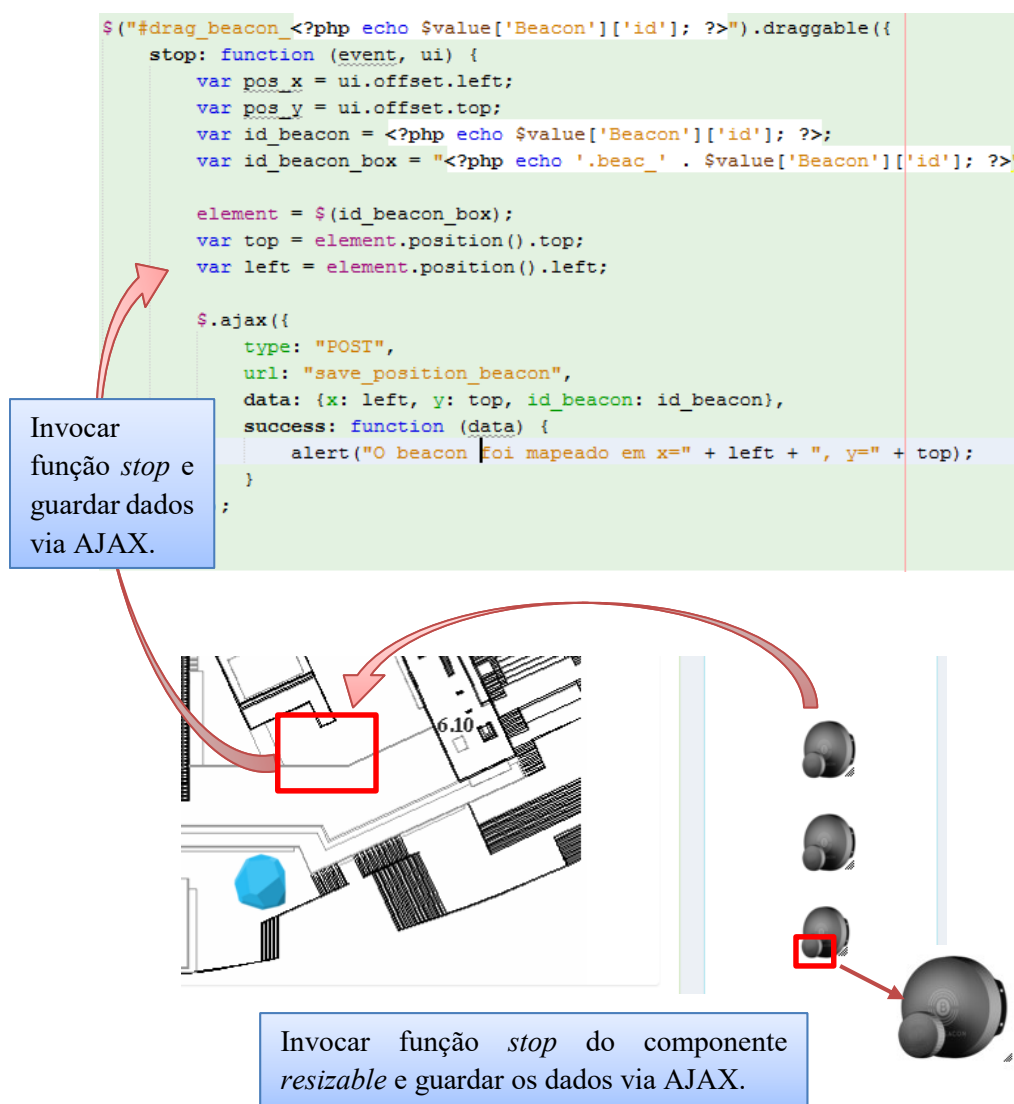 $("#drag_beacon_<?php echo $value['Beacon']['id']; ?>").draggable({
stop: function (event, ui) {
var pos_x = ui.offset.left;
var pos_y = ui.offset.top;
var id_beacon = <?php echo $value['Beacon']['id']; ?>;
var id_beacon_box = "<?php echo '.beac_' . $value['Beacon']['id']; ?>"
element = $(id_beacon_box);
var top = element.position().top;
var left = element.position().left;
$.ajax({
type: "POST",
url: "save_position_beacon",
data: {x: left, y: top, id_beacon: id_beacon},
success: function (data) {
alert("O beacon foi mapeado em x=" + left + ", y=" + top);
}
;
Invocar
função stop e
guardar dados
via AJAX.
6.10
Invocar função stop do componente
resizable e guardar os dados via AJAX.